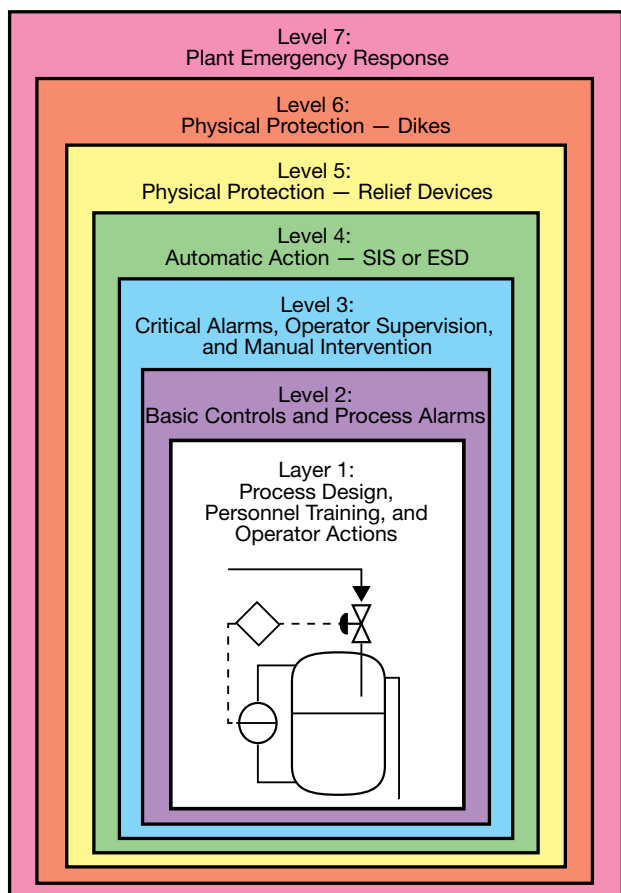 Level 7:
Plant Emergency Response
Level 6:
Physical Protection — Dikes
Level 5:
Physical Protection — Relief Devices
Level 4:
Automatic Action — SIS or ESD
Level 3:
Critical Alarms, Operator Supervision,
and Manual Intervention
Level 2:
Basic Controls and Process Alarms
Layer 1:
Process Design,
Personnel Training, and
Operator Actions